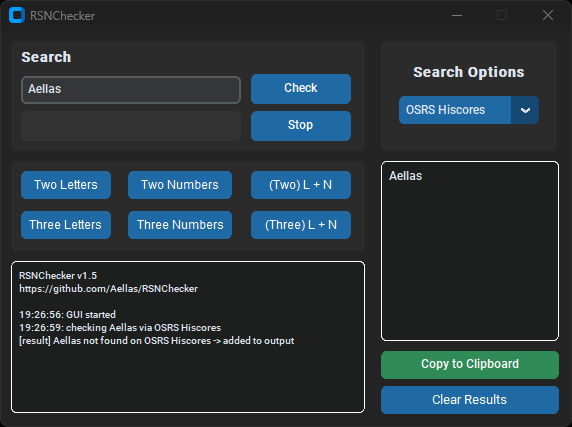 RSNChecker
Search
Aellas
Check
Stop
Search Options
OSRS Hiscores
Two Letters
Two Numbers
(Two) L + N
Three Letters
Three Numbers
(Three) L + N
Aellas
RSNChecker v1.5
https://github.com/Aellas/RSNChecker
19:26:56: GUI started
19:26:59: checking Aellas via OSRS Hiscores
[result] Aellas not found on OSRS Hiscores -> added to output
Copy to Clipboard
Clear Results